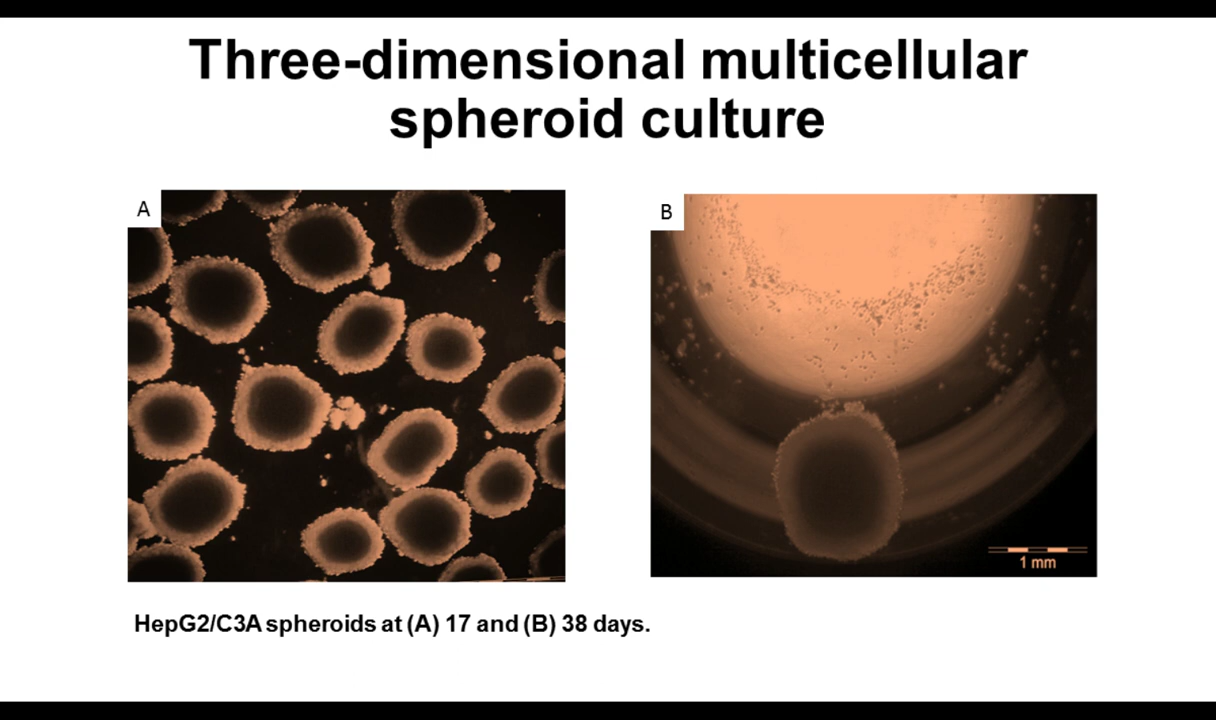 Three-dimensional multicellular
spheroid culture
A
B
1 mm
HepG2/C3A spheroids at (A) 17 and (B) 38 days.